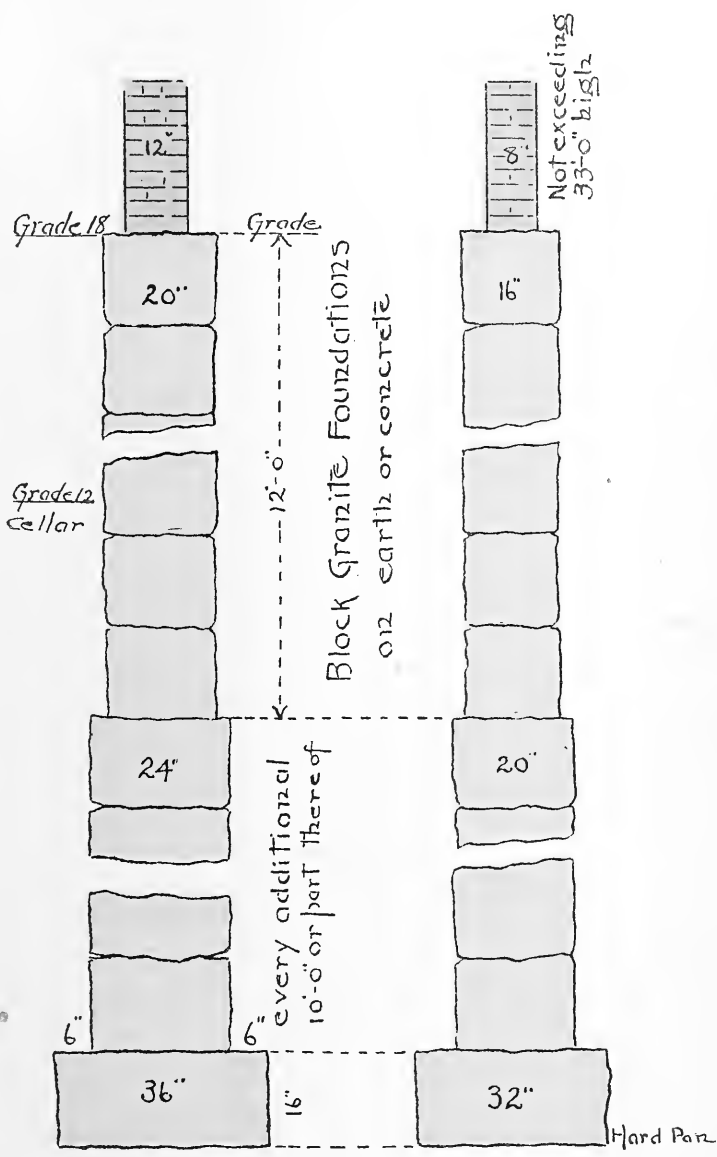 Not exceeding
33'-0" high
12"
8"
Grade 18
Grade
20"
16"
Block Granite Foundations
on earth or concrete
12'-0"
Grade 12
Cellar
24"
20"
every additional
10'-0" or part there of
6"
6"
36"
16"
32"
Hard Pan